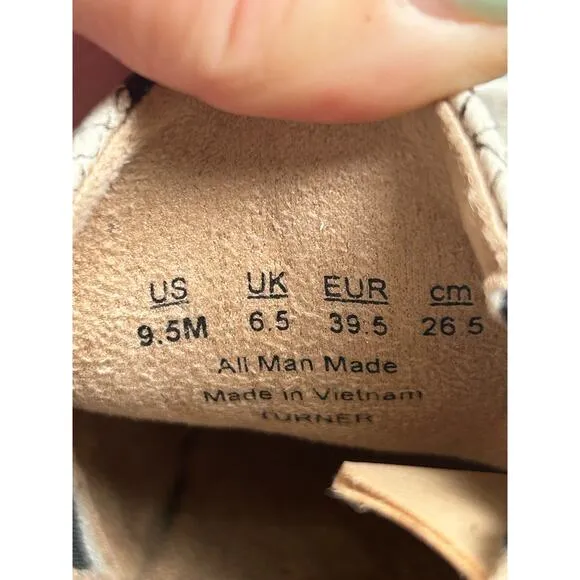 US UK EUR cm
9.5M 6.5 39.5 26.5
All Man Made
Made in Vietnam
TURNER